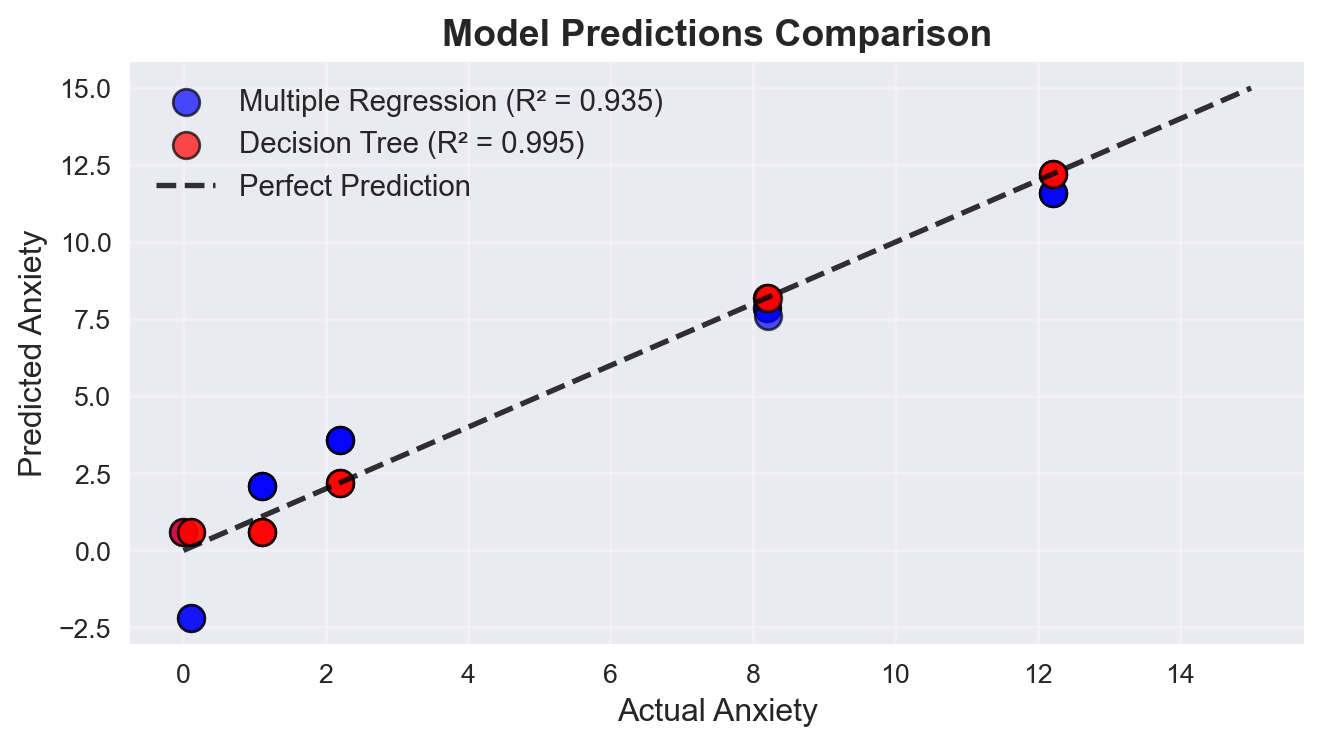 Model Predictions Comparison
Multiple Regression (R² = 0.935)
Decision Tree (R² = 0.995)
Perfect Prediction
Predicted Anxiety
15.0
12.5
10.0
7.5
5.0
2.5
0.0
−2.5
0 2 4 6 8 10 12 14
Actual Anxiety